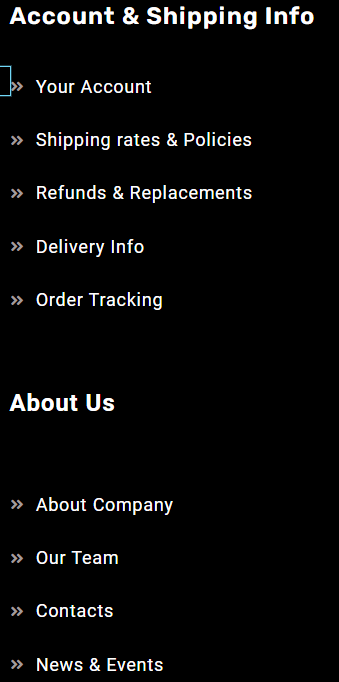 Account & Shipping Info
» Your Account
» Shipping rates & Policies
» Refunds & Replacements
» Delivery Info
» Order Tracking
About Us
» About Company
» Our Team
» Contacts
» News & Events